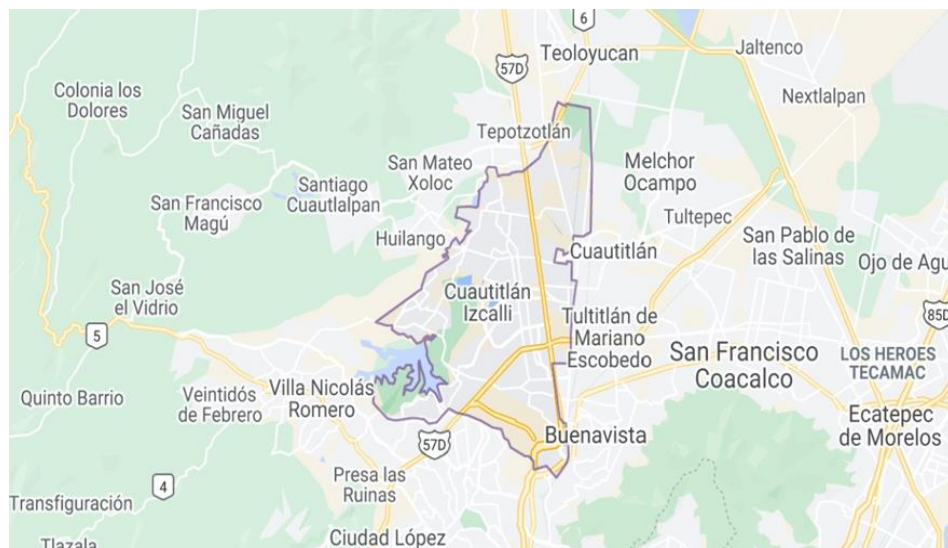 6
Teoloyucan
Jaltenco
57D
Colonia los
Dolores
Nextlalpan
San Miguel
Cañadas
Tepotzotlán
San Mateo
Xoloc
Melchor
Ocampo
Santiago
Cuautlalpan
San Francisco
Magú
Tultepec
Huilango
Cuautitlán
San Pablo de
las Salinas
Ojo de Agu
San José
el Vidrio
Cuautitlán
Izcalli
85D
Tultitlán de
Mariano
Escobedo
5
San Francisco
Coacalco
LOS HEROES
TECAMAC
Quinto Barrio
Veintidós
de Febrero
Villa Nicolás
Romero
Ecatepec
de Morelos
57D
Buenavista
Presa las
Ruinas
4
Transfiguración
Ciudad López
Tlazala